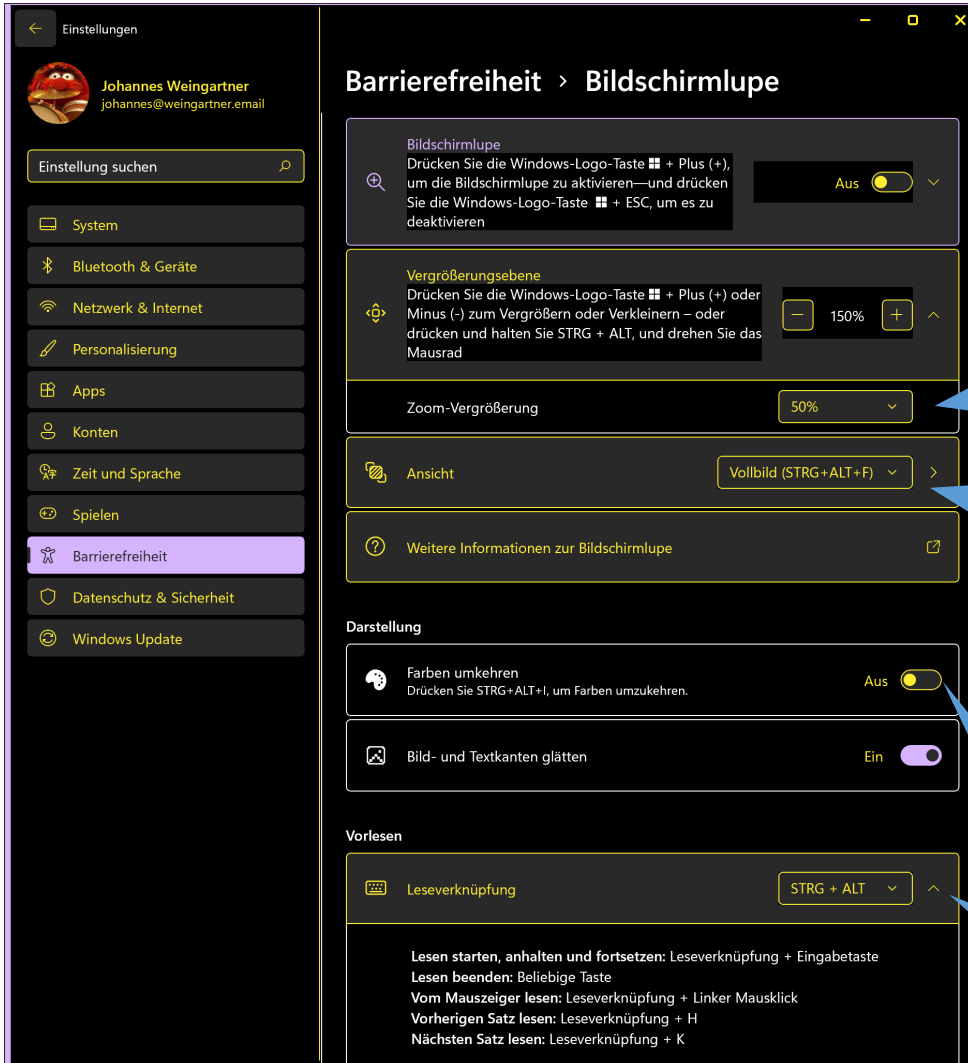 Einstellungen
Johannes Weingartner
johannes@weingartner.email
Einstellung suchen
System
Bluetooth & Geräte
Netzwerk & Internet
Personalisierung
Apps
Konten
Zeit und Sprache
Spielen
Barrierefreiheit
Datenschutz & Sicherheit
Windows Update
Barrierefreiheit > Bildschirmlupe
Bildschirmlupe
Drücken Sie die Windows-Logo-Taste + Plus (+),
um die Bildschirmlupe zu aktivieren—und drücken
Sie die Windows-Logo-Taste + ESC, um es zu
deaktivieren
Aus
Vergrößerungsebene
Drücken Sie die Windows-Logo-Taste + Plus (+) oder
Minus (-) zum Vergrößern oder Verkleinern – oder
drücken und halten Sie STRG + ALT, und drehen Sie das
Mausrad
150%
Zoom-Vergrößerung 50%
Ansicht Vollbild (STRG+ALT+F)
Weitere Informationen zur Bildschirmlupe
Darstellung
Farben umkehren
Drücken Sie STRG+ALT+I, um Farben umzukehren.
Aus
Bild- und Textkanten glätten Ein
Vorlesen
Leseverknüpfung STRG + ALT
Lesen starten, anhalten und fortsetzen: Leseverknüpfung + Eingabetaste
Lesen beenden: Beliebige Taste
Vom Mauszeiger lesen: Leseverknüpfung + Linker Mausklick
Vorherigen Satz lesen: Leseverknüpfung + H
Nächsten Satz lesen: Leseverknüpfung + K